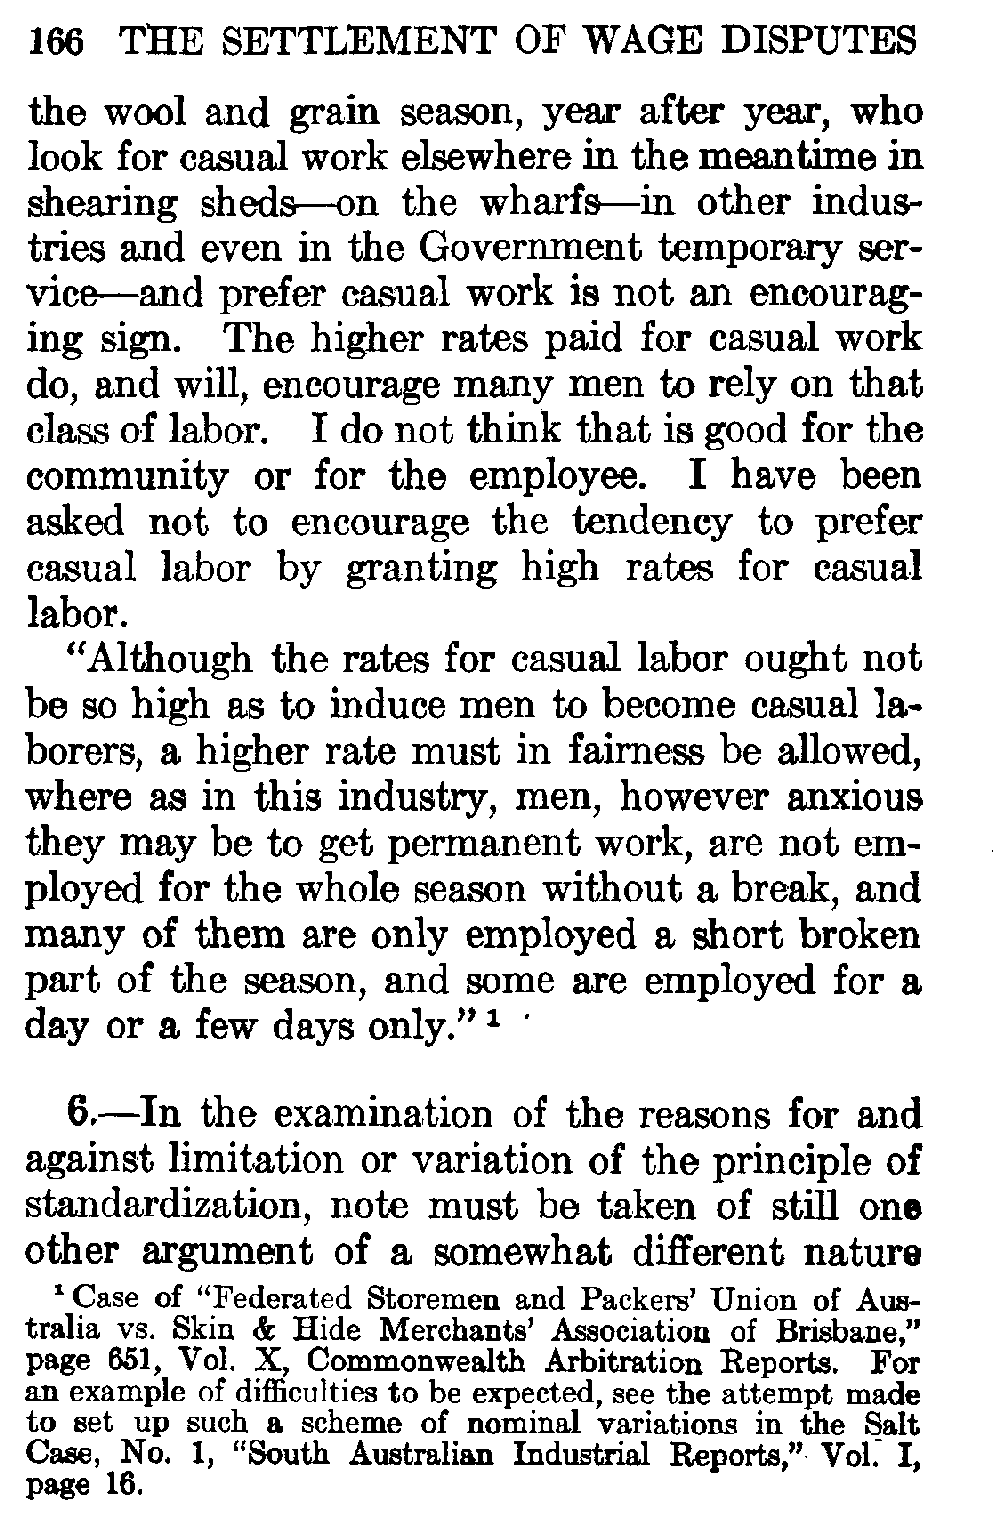 166 THE SETTLEMENT OF WAGE DISPUTES
the wool and grain season, year after year, who
look for casual work elsewhere in the meantime in
shearing sheds—on the wharfs—in other indus-
tries and even in the Government temporary ser-
vice—and prefer casual work is not an encourag-
ing sign. The higher rates paid for casual work
do, and will, encourage many men to rely on that
class of labor. I do not think that is good for the
community or for the employee. I have been
asked not to encourage the tendency to prefer
casual labor by granting high rates for casual
labor.
"Although the rates for casual labor ought not
be so high as to induce men to become casual la-
borers, a higher rate must in fairness be allowed,
where as in this industry, men, however anxious
they may be to get permanent work, are not em-
ployed for the whole season without a break, and
many of them are only employed a short broken
part of the season, and some are employed for a
day or a few days only." 1
6.—In the examination of the reasons for and
against limitation or variation of the principle of
standardization, note must be taken of still one
other argument of a somewhat different nature
1 Case of "Federated Storemen and Packers' Union of Aus-
tralia vs. Skin & Hide Merchants' Association of Brisbane,"
page 651, Vol. X, Commonwealth Arbitration Reports. For
an example of difficulties to be expected, see the attempt made
to set up such a scheme of nominal variations in the Salt
Case, No. 1, "South Australian Industrial Reports," Vol. I,
page 16.